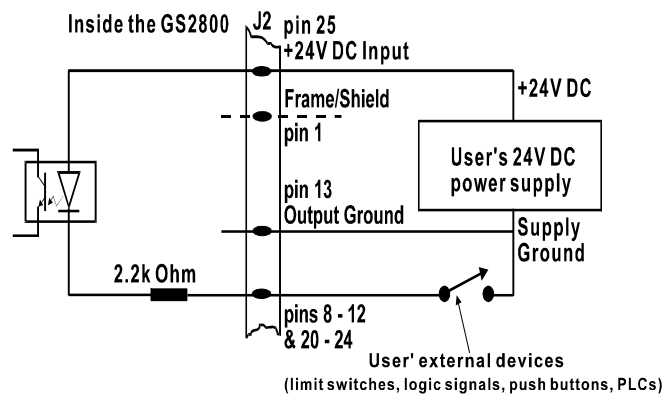 Inside the GS2800
J2
pin 25
+24V DC Input
+24V DC
Frame/Shield
pin 1
User's 24V DC
power supply
pin 13
Output Ground
Supply
Ground
2.2k Ohm
pins 8 - 12
& 20 - 24
User' external devices
(limit switches, logic signals, push buttons, PLCs)